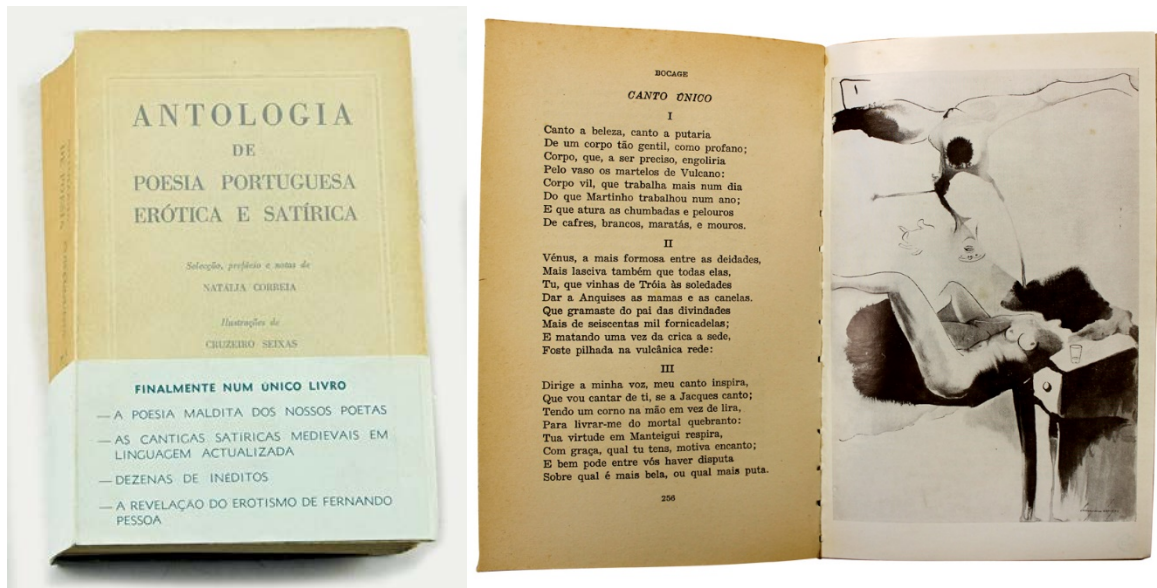 ANTOLOGIA
DE
POESIA PORTUGUESA
ERÓTICA E SATÍRICA
Selecção, prefácio e notas de
NATÁLIA CORREIA
Ilustrações de
CRUZEIRO SEIXAS
FINALMENTE NUM ÚNICO LIVRO
— A POESIA MALDITA DOS NOSSOS POETAS
— AS CANTIGAS SATÍRICAS MEDIEVAIS EM
LINGUAGEM ACTUALIZADA
— DEZENAS DE INÉDITOS
— A REVELAÇÃO DO EROTISMO DE FERNANDO
PESSOA
BOCAGE
CANTO ÚNICO
I
Canto a beleza, canto a putaria
De um corpo tão gentil, como profano;
Corpo, que, a ser preciso, engoliria
Pelo vaso os martelos de Vulcano:
Corpo vil, que trabalha mais num dia
Do que Martinho trabalhou num ano;
E que atura as chumbadas e pelouros
De cafres, brancos, maratás, e mouros.
II
Vénus, a mais formosa entre as deidades,
Mais lasciva também que todas elas,
Tu, que vinhas de Tróia às soledades
Dar a Anquises as mamas e as canelas.
Que gramaste do pai das divindades
Mais de seiscentas mil fornicadelas;
E matando uma vez da crica a sede,
Foste pilhada na vulcânica rede:
III
Dirige a minha voz, meu canto inspira,
Que vou cantar de ti, se a Jacques canto;
Tendo um corno na mão em vez de lira,
Para livrar-me do mortal quebranto:
Tua virtude em Manteigui respira,
Com graça, qual tu tens, motiva encanto;
E bem pode entre vós haver disputa
Sobre qual é mais bela, ou qual mais puta.
256